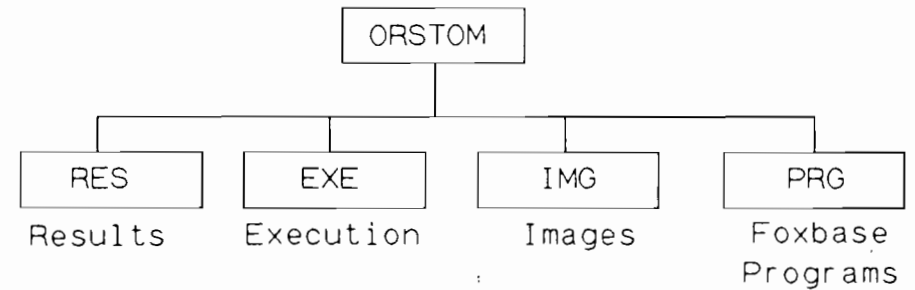 ORSTOM
RES EXE IMG PRG
Results Execution Images Foxbase
Programs